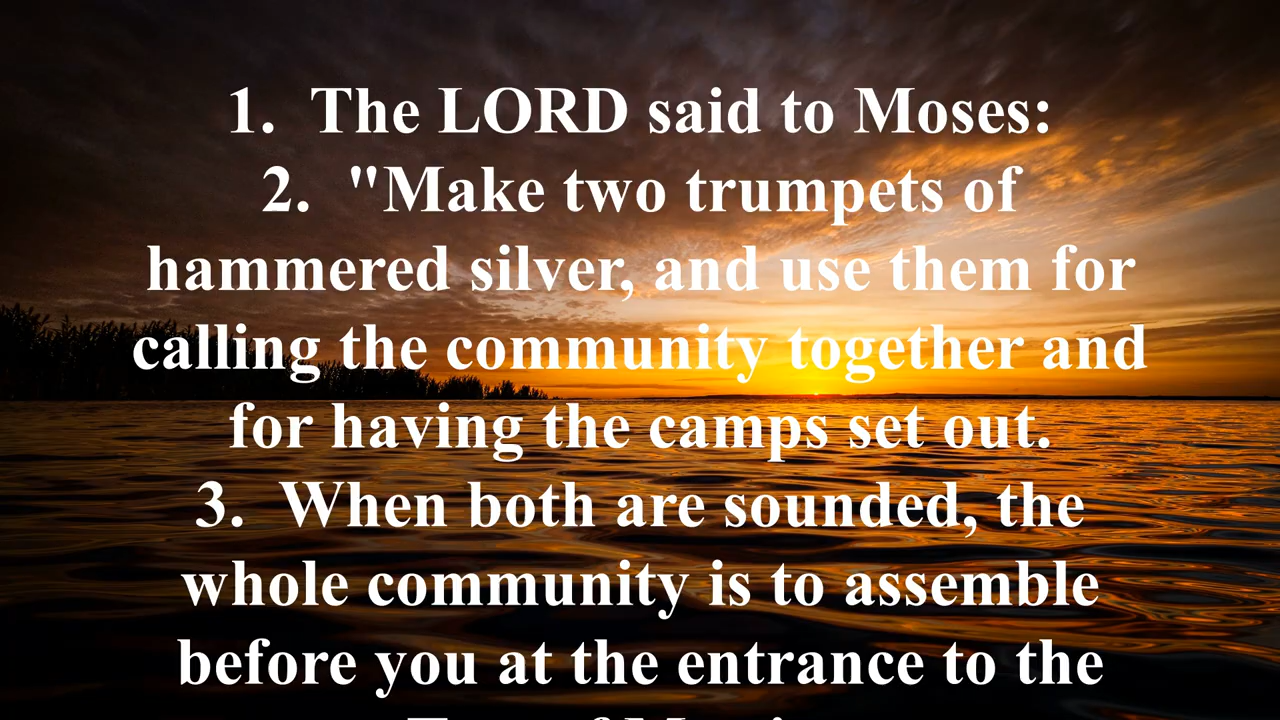 1.  The LORD said to Moses:
2.  "Make two trumpets of
hammered silver, and use them for
calling the community together and
for having the camps set out.
3.  When both are sounded, the
whole community is to assemble
before you at the entrance to the